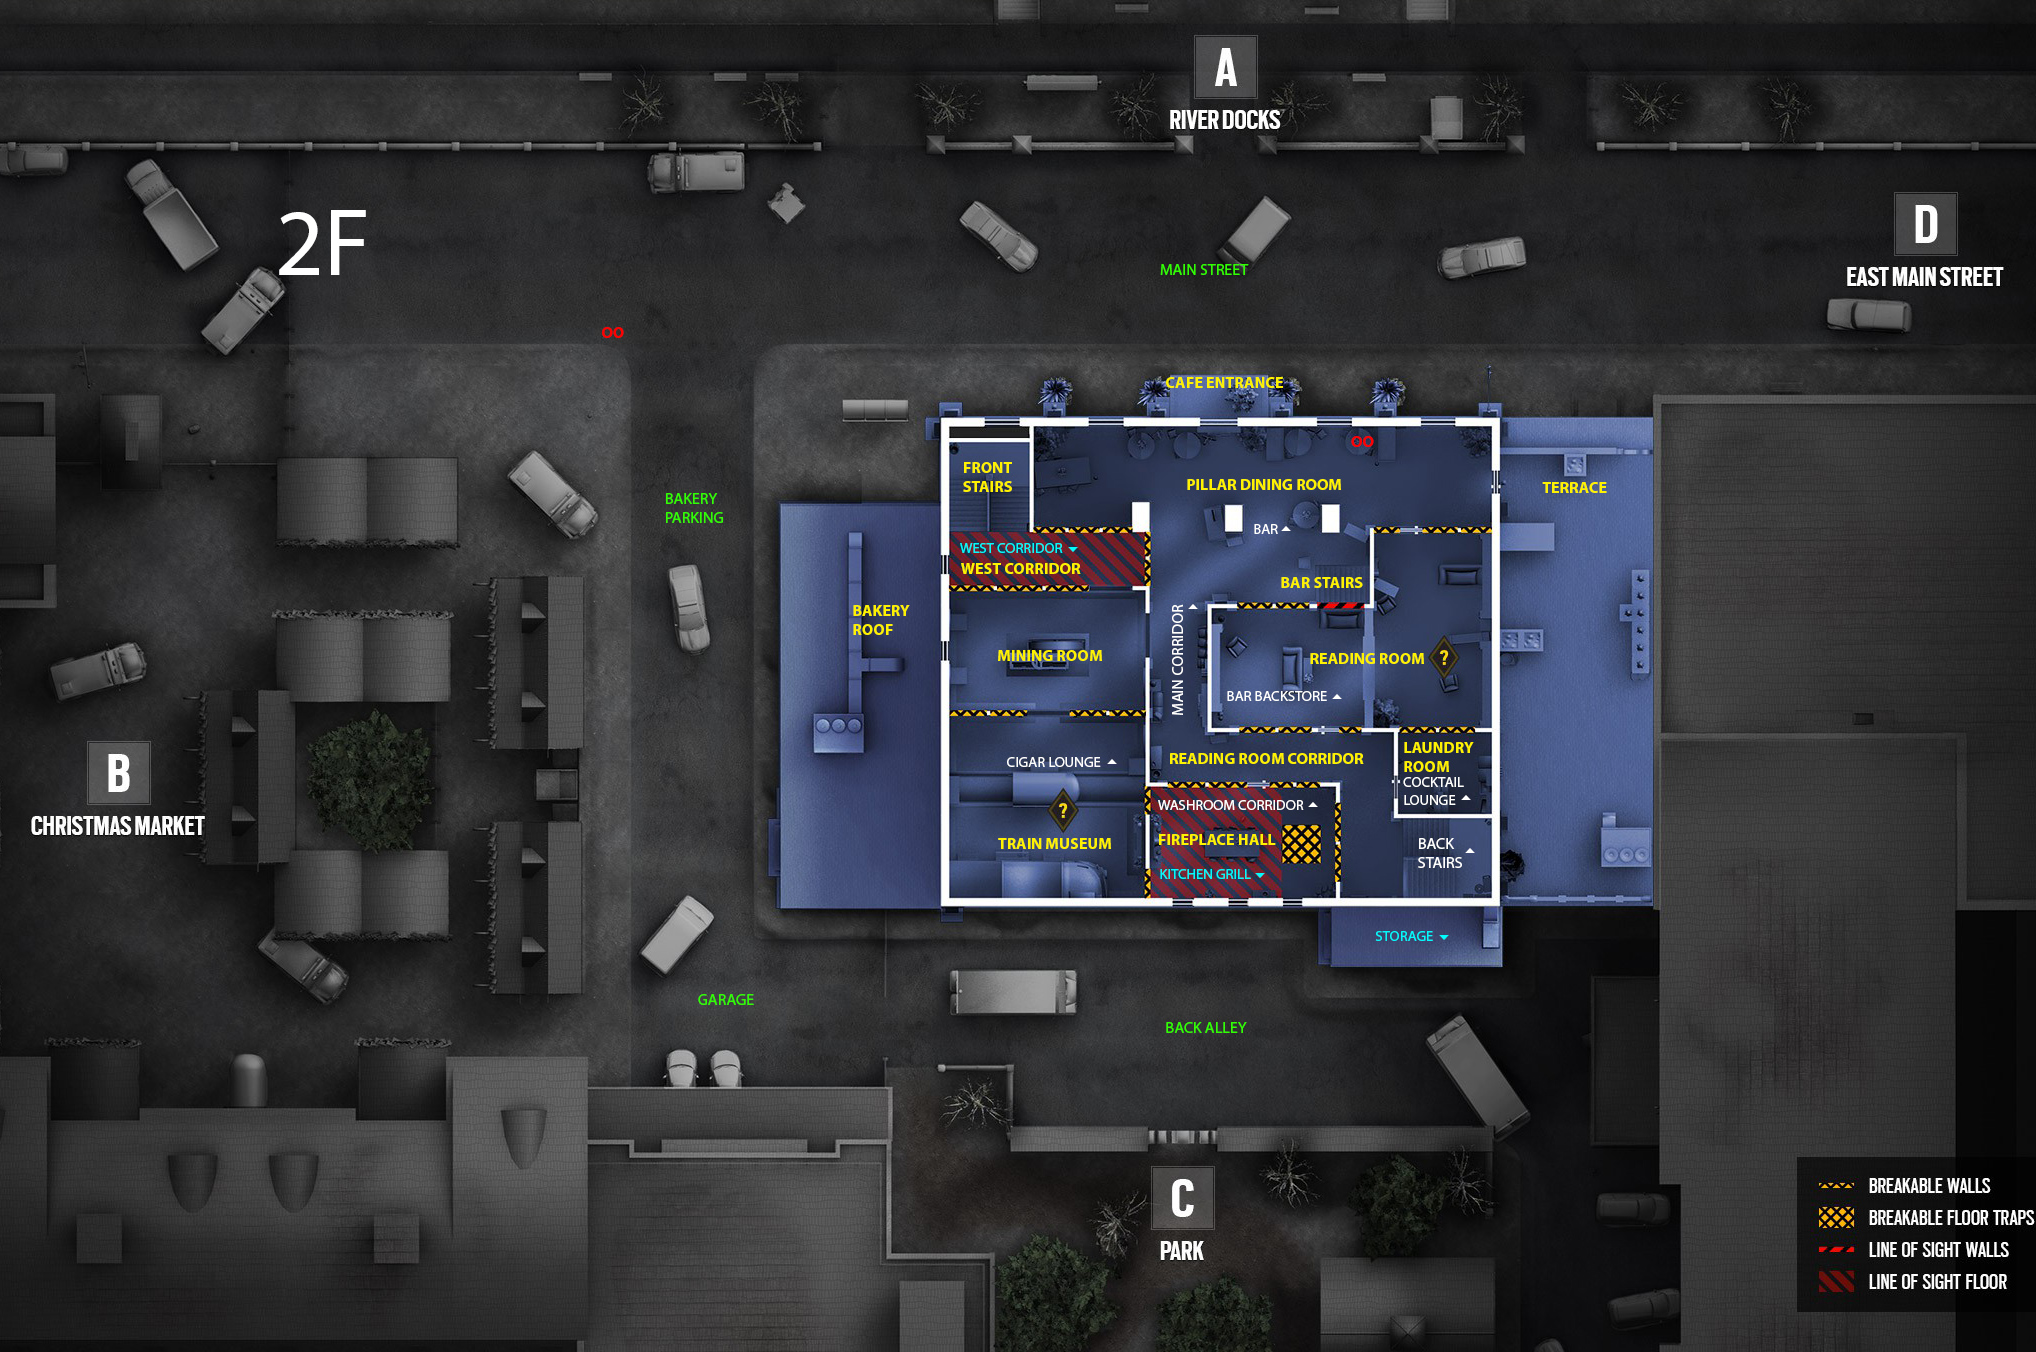 A
RIVER DOCKS
2F
D
EAST MAIN STREET
MAIN STREET
CAFE ENTRANCE
FRONT
STAIRS
PILLAR DINING ROOM
TERRACE
BAKERY
PARKING
BAR
WEST CORRIDOR
WEST CORRIDOR
BAR STAIRS
BAKERY
ROOF
MAIN CORRIDOR
MINING ROOM
READING ROOM
?
BAR BACKSTORE
READING ROOM CORRIDOR
LAUNDRY
ROOM
COCKTAIL
LOUNGE
CIGAR LOUNGE
?
TRAIN MUSEUM
WASHROOM CORRIDOR
FIREPLACE HALL
KITCHEN GRILL
BACK
STAIRS
B
CHRISTMAS MARKET
STORAGE
GARAGE
BACK ALLEY
C
PARK
BREAKABLE WALLS
BREAKABLE FLOOR TRAPS
LINE OF SIGHT WALLS
LINE OF SIGHT FLOOR